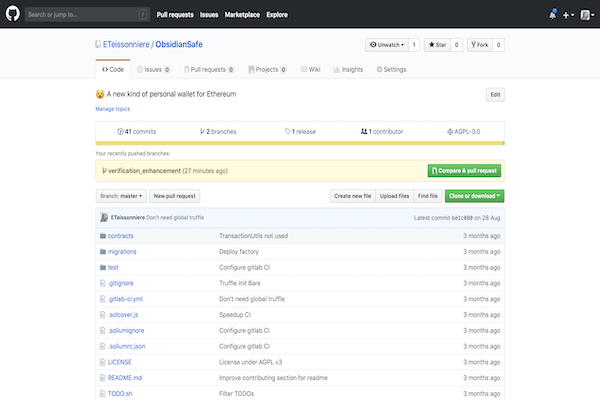 Search or jump to... /
Pull requests Issues Marketplace Explore
ETeissonniere / ObsidianSafe
Unwatch 1 Star 0 Fork 0
Code Issues 0 Pull requests 0 Projects 0 Wiki Insights Settings
A new kind of personal wallet for Ethereum Edit
Manage topics
41 commits 2 branches 1 release 1 contributor AGPL-3.0
Your recently pushed branches:
verification_enhancement (27 minutes ago) Compare & pull request
Branch: master New pull request Create new file Upload files Find file Clone or download
ETeissonniere Don't need global truffle Latest commit be1c080 on 28 Aug
contracts TransactionUtils not used 3 months ago
migrations Deploy factory 3 months ago
test Configure gitlab CI 3 months ago
.gitignore Truffle init Bare 3 months ago
.gitlab-ci.yml Don't need global truffle 3 months ago
.solcover.js Speedup CI 3 months ago
.soliumignore Configure gitlab CI 3 months ago
.soliumrc.json Configure gitlab CI 3 months ago
LICENSE License under AGPL v3 3 months ago
README.md Improve contributing section for readme 3 months ago
TODO.sh Filter TODOs 3 months ago